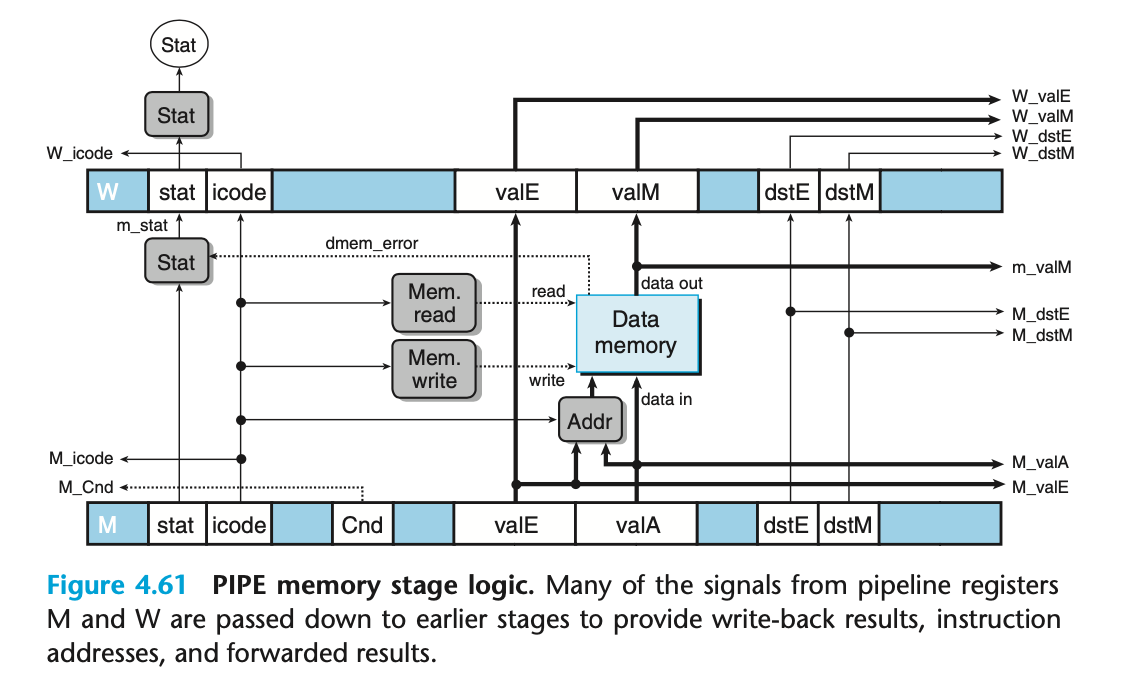 Stat
Stat
W_valE
W_valM
W_dstE
W_icode
W_dstM
W stat icode valE valM dstE dstM
m_stat
dmem_error
Stat
m_valM
data out
Mem.
read
read
Data
memory
M_dstE
M_dstM
Mem.
write
write
data in
Addr
M_icode
M_valA
M_Cnd
M_valE
M stat icode Cnd valE valA dstE dstM
Figure 4.61 PIPE memory stage logic. Many of the signals from pipeline registers
M and W are passed down to earlier stages to provide write-back results, instruction
addresses, and forwarded results.